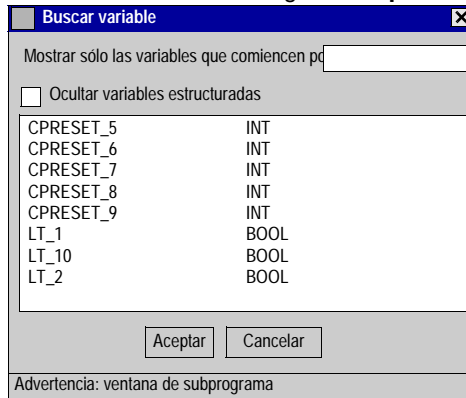 Buscar variable
Mostrar sólo las variables que comiencen po
Ocultar variables estructuradas
CPRESET_5 INT
CPRESET_6 INT
CPRESET_7 INT
CPRESET_8 INT
CPRESET_9 INT
LT_1 BOOL
LT_10 BOOL
LT_2 BOOL
Aceptar Cancelar
Advertencia: ventana de subprograma